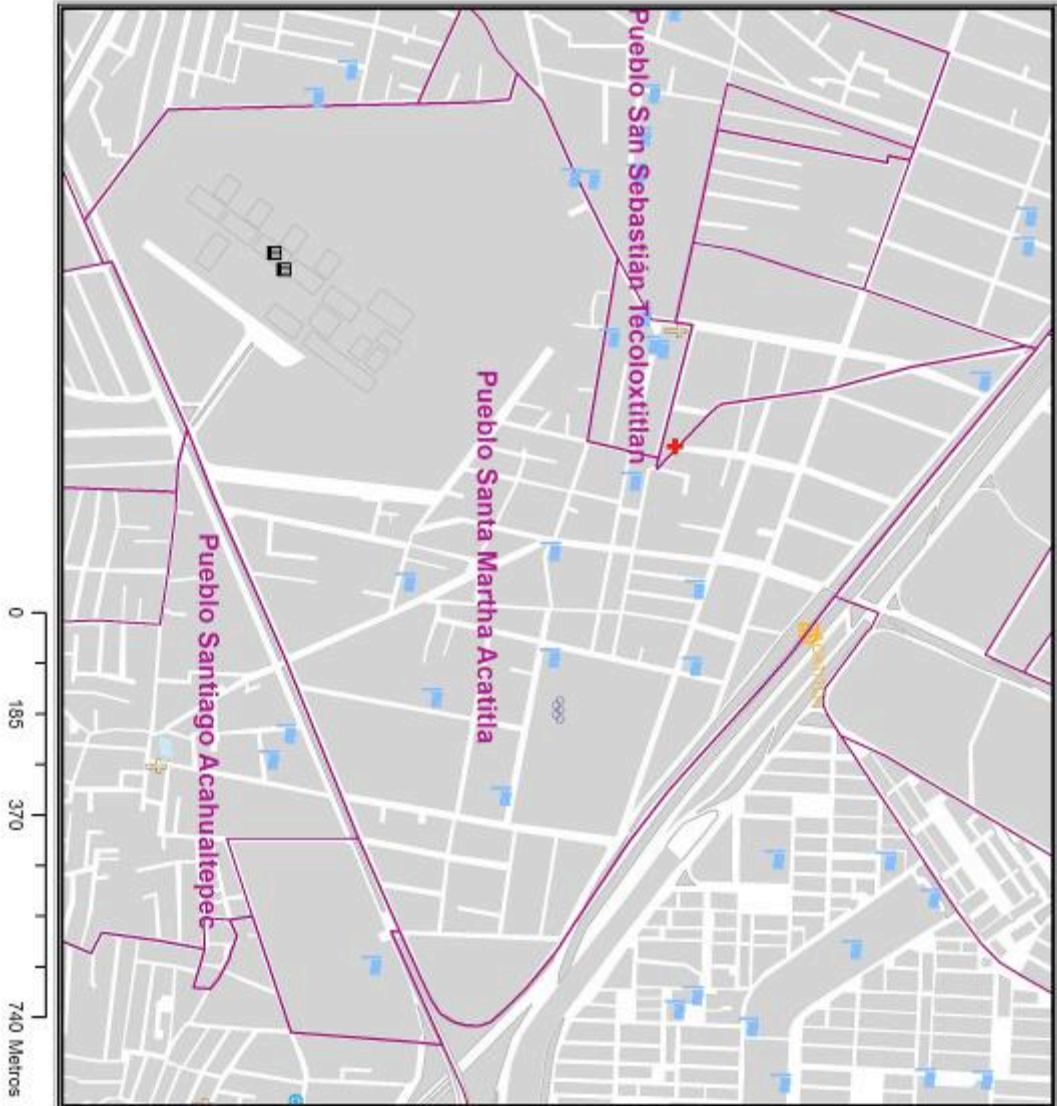 Pueblo San Sebastián Tecoloxtitlan
Pueblo Santa Martha Acatitla
Pueblo Santiago Acahualtepec
0 185 370 740 Metros